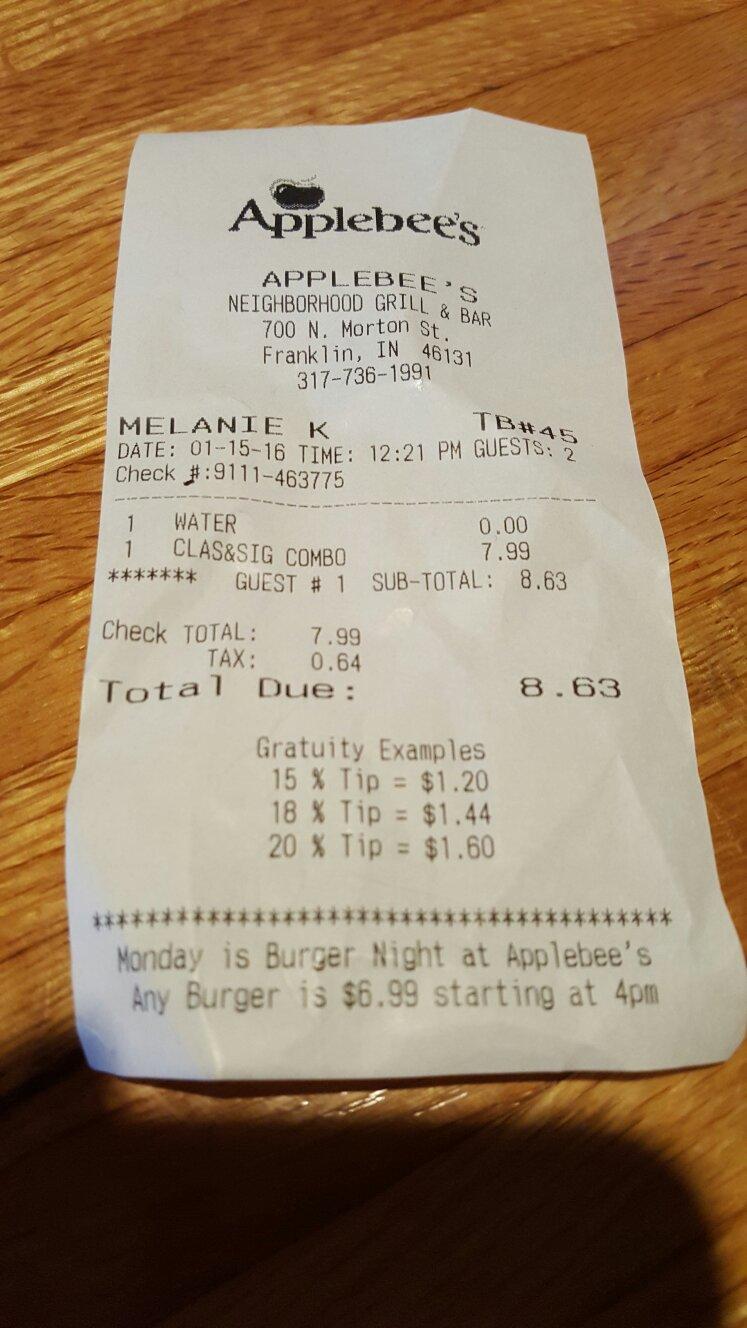 Applebee's
APPLEBEE'S
NEIGHBORHOOD GRILL & BAR
700 N. Morton St.
Franklin, IN 46131
317-736-1991
MELANIE K TB#45
DATE: 01-15-16 TIME: 12:21 PM GUESTS: 2
Check #:9111-463775
1 WATER 0.00
1 CLAS&SIG COMBO 7.99
******* GUEST # 1 SUB-TOTAL: 8.63
Check TOTAL: 7.99
TAX: 0.64
Total Due: 8.63
Gratuity Examples
15 % Tip = $1.20
18 % Tip = $1.44
20 % Tip = $1.60
******************************************
Monday is Burger Night at Applebee's
Any Burger is $6.99 starting at 4pm